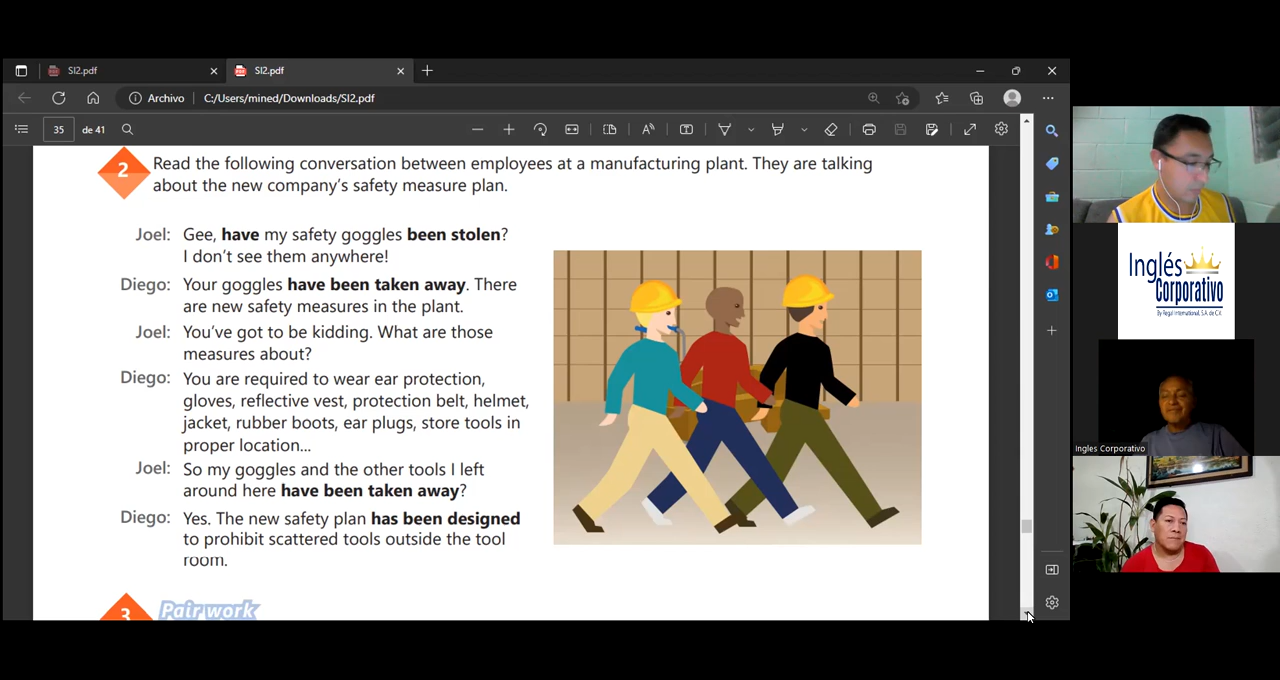 SI2.pdf
SI2.pdf
Archivo
C:/Users/mined/Downloads/SI2.pdf
35
de 41
2
Read the following conversation between employees at a manufacturing plant. They are talking
about the new company's safety measure plan.
Joel: Gee, have my safety goggles been stolen?
I don't see them anywhere!
Diego: Your goggles have been taken away. There
are new safety measures in the plant.
Joel: You've got to be kidding. What are those
measures about?
Diego: You are required to wear ear protection,
gloves, reflective vest, protection belt, helmet,
jacket, rubber boots, ear plugs, store tools in
proper location...
Joel: So my goggles and the other tools I left
around here have been taken away?
Diego: Yes. The new safety plan has been designed
to prohibit scattered tools outside the tool
room.
3
Pair work
Inglés
Corporativo
By Regal International, S.A. de C.V.
Ingles Corporativo